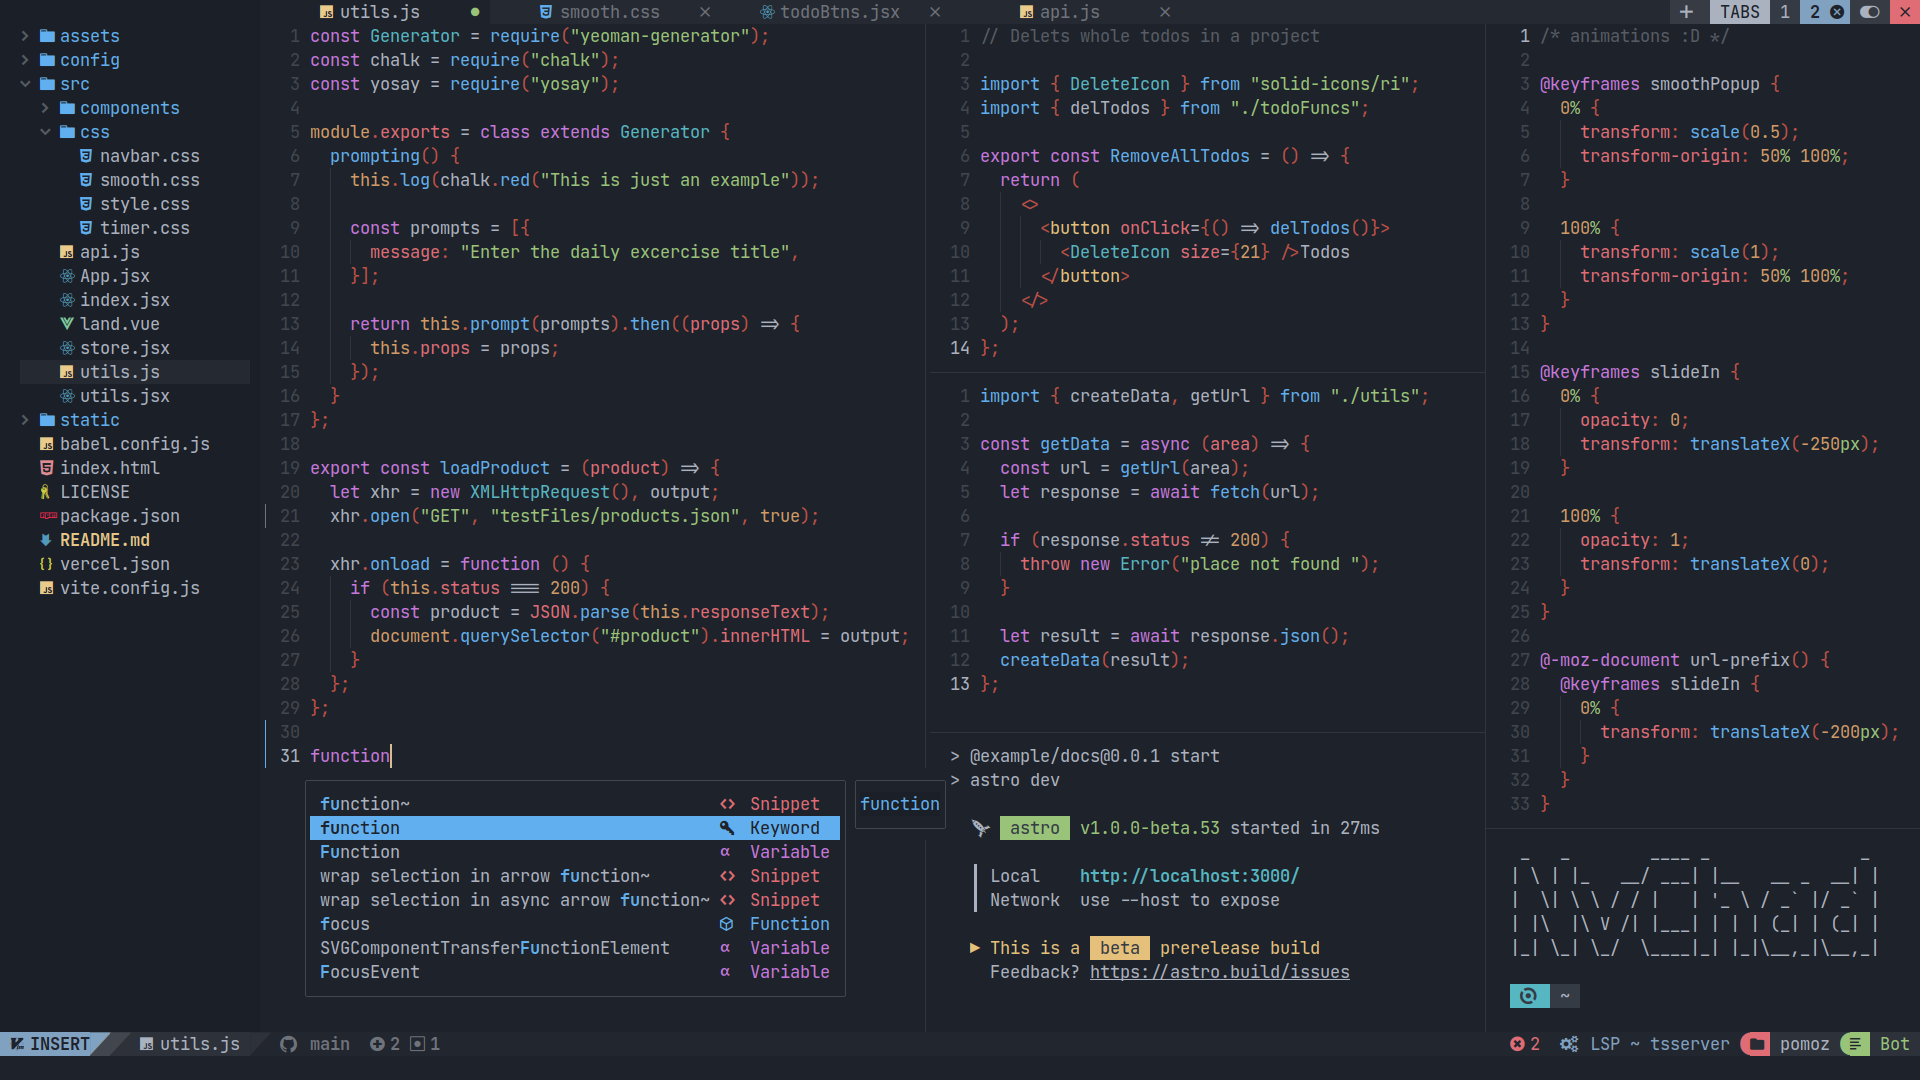 utils.js ● smooth.css × todoBtns.jsx × api.js × + TABS 1 2
assets
config
src
components
css
navbar.css
smooth.css
style.css
timer.css
api.js
App.jsx
index.jsx
land.vue
store.jsx
utils.js
utils.jsx
static
babel.config.js
index.html
LICENSE
package.json
README.md
vercel.json
vite.config.js
1 const Generator = require("yeoman-generator");
2 const chalk = require("chalk");
3 const yosay = require("yosay");
4
5 module.exports = class extends Generator {
6 prompting() {
7 this.log(chalk.red("This is just an example"));
8
9 const prompts = [{
10 message: "Enter the daily excercise title",
11 }];
12
13 return this.prompt(prompts).then((props) => {
14 this.props = props;
15 });
16 }
17 };
18
19 export const loadProduct = (product) => {
20 let xhr = new XMLHttpRequest(), output;
21 xhr.open("GET", "testFiles/products.json", true);
22
23 xhr.onload = function () {
24 if (this.status === 200) {
25 const product = JSON.parse(this.responseText);
26 document.querySelector("#product").innerHTML = output;
27 }
28 };
29 };
30
31 function
function~ <> Snippet
function Keyword
Function α Variable
wrap selection in arrow function~ <> Snippet
wrap selection in async arrow function~ <> Snippet
focus Function
SVGComponentTransferFunctionElement α Variable
FocusEvent α Variable
function
1 // Delets whole todos in a project
2
3 import { DeleteIcon } from "solid-icons/ri";
4 import { delTodos } from "./todoFuncs";
5
6 export const RemoveAllTodos = () => {
7 return (
8 <>
9 <button onClick={() => delTodos()}>
10 <DeleteIcon size={21} />Todos
11 </button>
12 </>
13 );
14 };
1 import { createData, getUrl } from "./utils";
2
3 const getData = async (area) => {
4 const url = getUrl(area);
5 let response = await fetch(url);
6
7 if (response.status != 200) {
8 throw new Error("place not found ");
9 }
10
11 let result = await response.json();
12 createData(result);
13 };
> @example/docs@0.0.1 start
> astro dev
astro v1.0.0-beta.53 started in 27ms
Local http://localhost:3000/
Network use --host to expose
▶ This is a beta prerelease build
Feedback? https://astro.build/issues
1 /* animations :D */
2
3 @keyframes smoothPopup {
4 0% {
5 transform: scale(0.5);
6 transform-origin: 50% 100%;
7 }
8
9 100% {
10 transform: scale(1);
11 transform-origin: 50% 100%;
12 }
13 }
14
15 @keyframes slideIn {
16 0% {
17 opacity: 0;
18 transform: translateX(-250px);
19 }
20
21 100% {
22 opacity: 1;
23 transform: translateX(0);
24 }
25 }
26
27 @-moz-document url-prefix() {
28 @keyframes slideIn {
29 0% {
30 transform: translateX(-200px);
31 }
32 }
33 }
NvChad
~
INSERT utils.js main 2 1 2 LSP ~ tsserver pomoz Bot